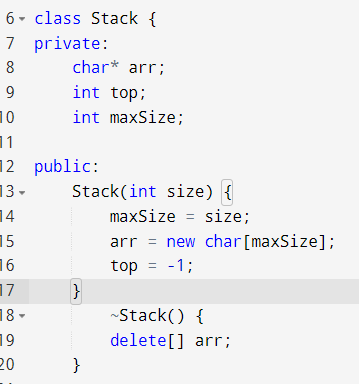 6 class Stack {
7 private:
8     char* arr;
9     int top;
10     int maxSize;
11
12 public:
13     Stack(int size) {
14         maxSize = size;
15         arr = new char[maxSize];
16         top = -1;
17     }
18         ~Stack() {
19         delete[] arr;
20     }